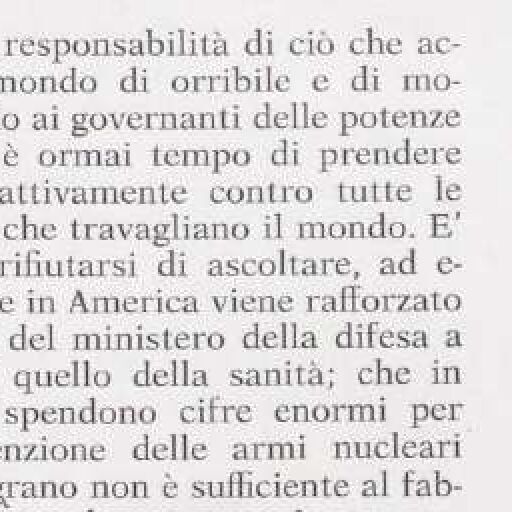 responsabilità di ciò che ac-
mondo di orribile e di mo-
o ai governanti delle potenze
è ormai tempo di prendere
attivamente contro tutte le
che travagliano il mondo. E'
rifiutarsi di ascoltare, ad e-
e in America viene rafforzato
del ministero della difesa a
quello della sanità; che in
spendono cifre enormi per
enzione delle armi nucleari
grano non è sufficiente al fab-